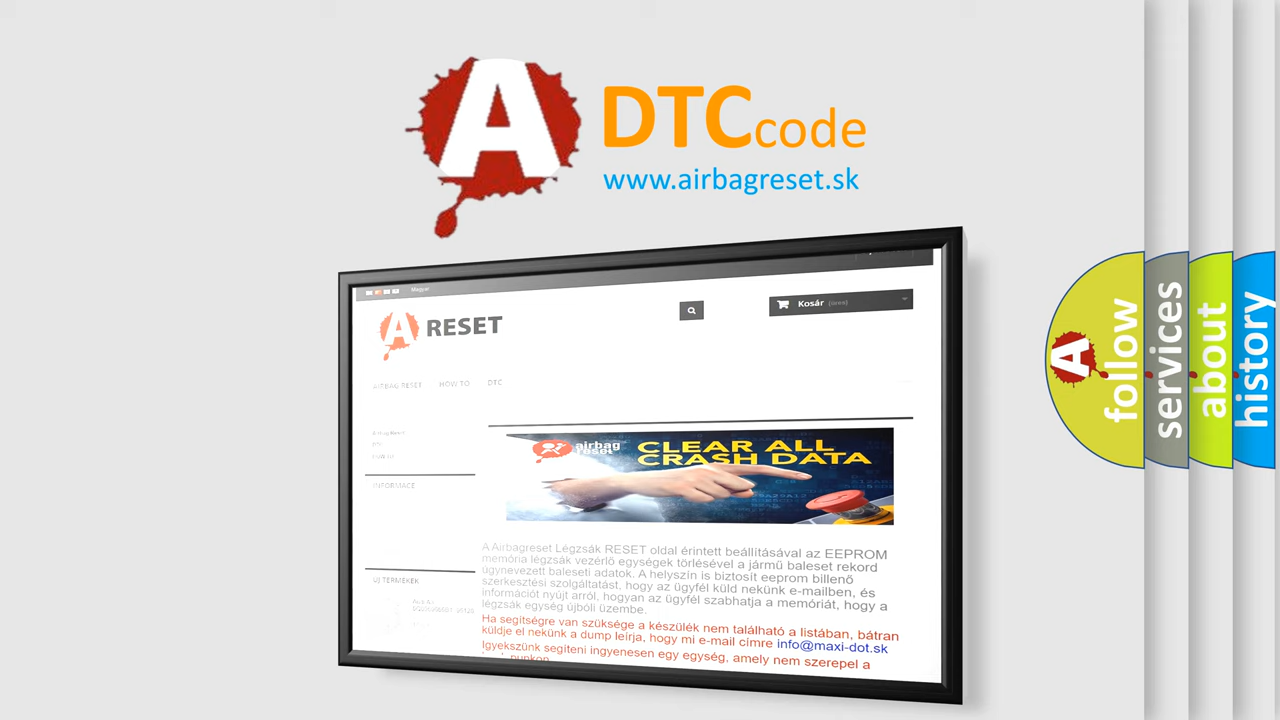 A
DTCcode
www.airbagreset.sk
Magyar
A RESET
Kosár (üres)
AIRBAG RESET HOW TO DTC
Airbag Reset
INFORMACE
ÚJ TERMÉKEK
airbag
reset
CLEAR ALL
CRASH DATA
A Airbagreset Légzsák RESET oldal érintett beállításával az EEPROM
memória légzsák vezérlő egységek törlésével a jármű baleset rekord
úgynevezett baleseti adatok. A helyszín is biztosít eeprom billenő
szerkesztési szolgáltatást, hogy az ügyfél küld nekünk e-mailben, és
információt nyújt arról, hogyan az ügyfél szabhatja a memóriát, hogy a
légzsák egység újbóli üzembe.
Ha segítségre van szüksége a készülék nem található a listában, bátran
küldje el nekünk a dump leírja, hogy mi e-mail címre info@maxi-dot.sk
Igyekszünk segíteni ingyenesen egy egység, amely nem szerepel a
A
follow
services
about
history